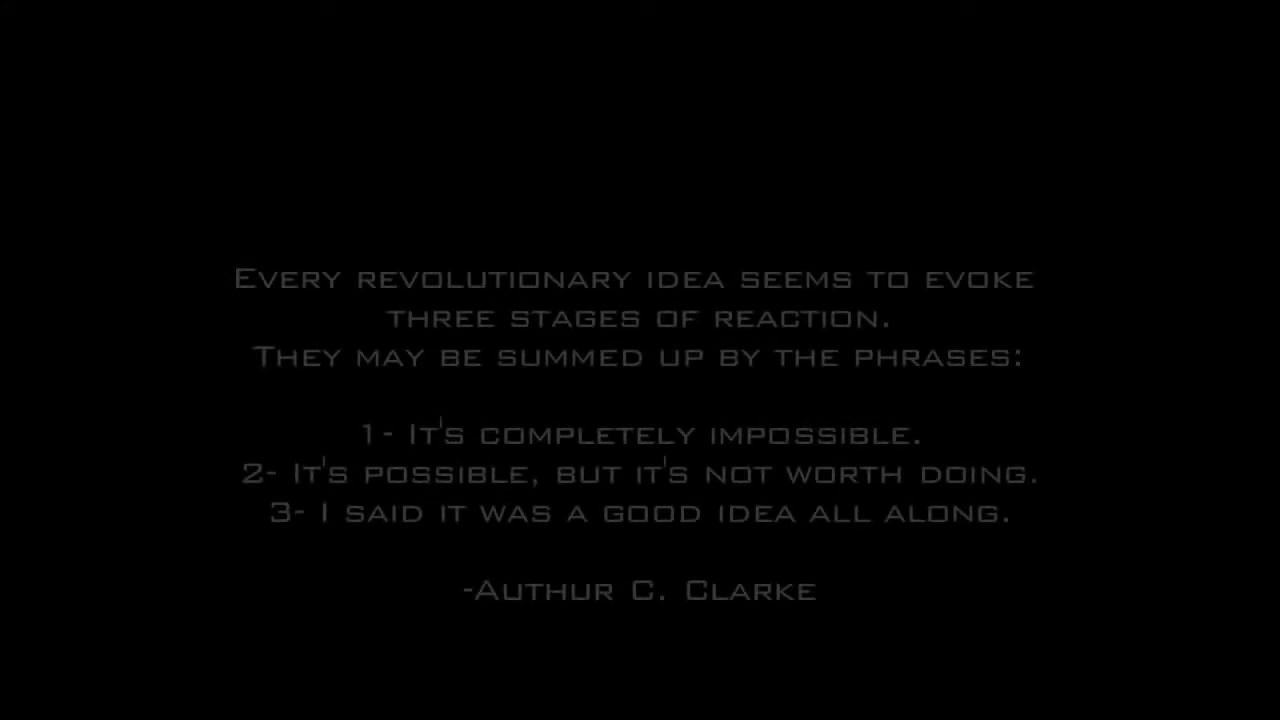 Every revolutionary idea seems to evoke
three stages of reaction.
They may be summed up by the phrases:
1- It's completely impossible.
2- It's possible, but it's not worth doing.
3- I said it was a good idea all along.
-Authur C. Clarke